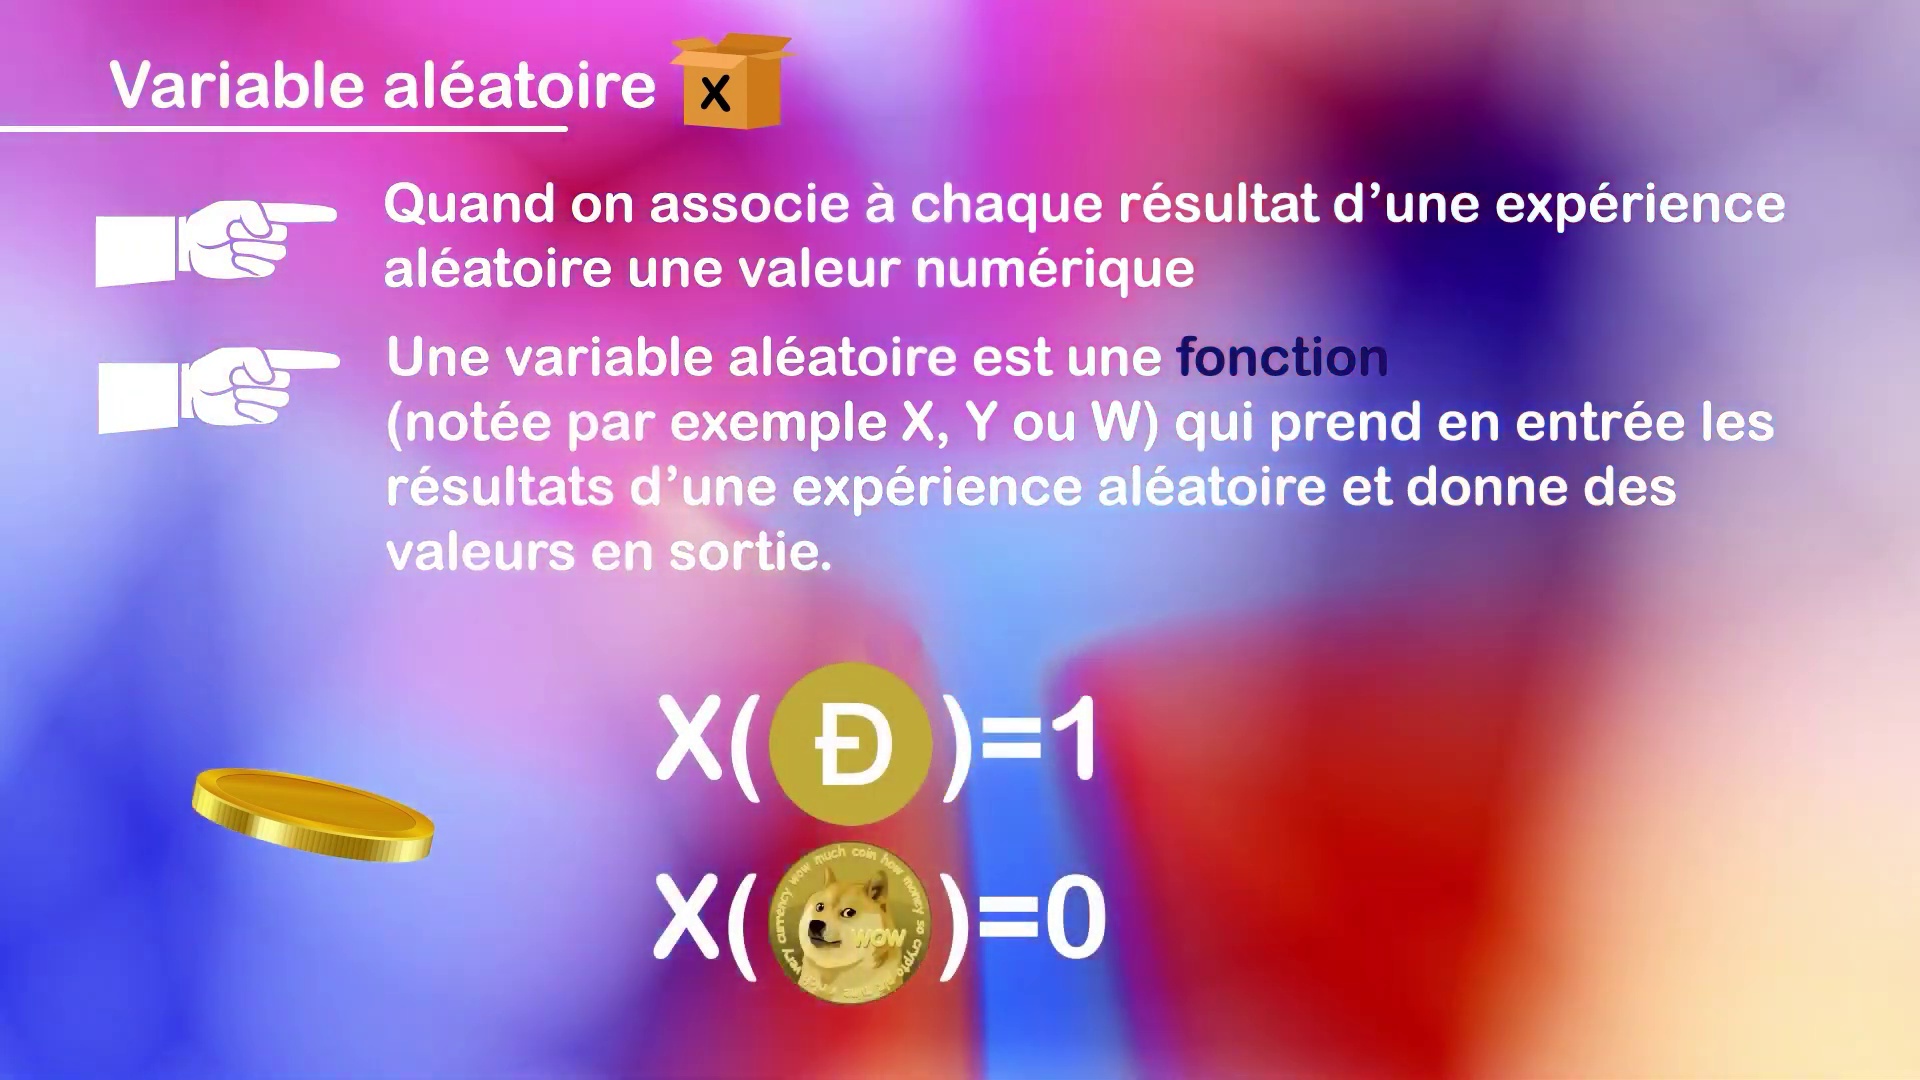 Variable aléatoire X
Quand on associe à chaque résultat d’une expérience
aléatoire une valeur numérique
Une variable aléatoire est une fonction
(notée par exemple X, Y ou W) qui prend en entrée les
résultats d’une expérience aléatoire et donne des
valeurs en sortie.
X( Ð )=1
X( very currency wow much coin how money so crypto WOW )=0